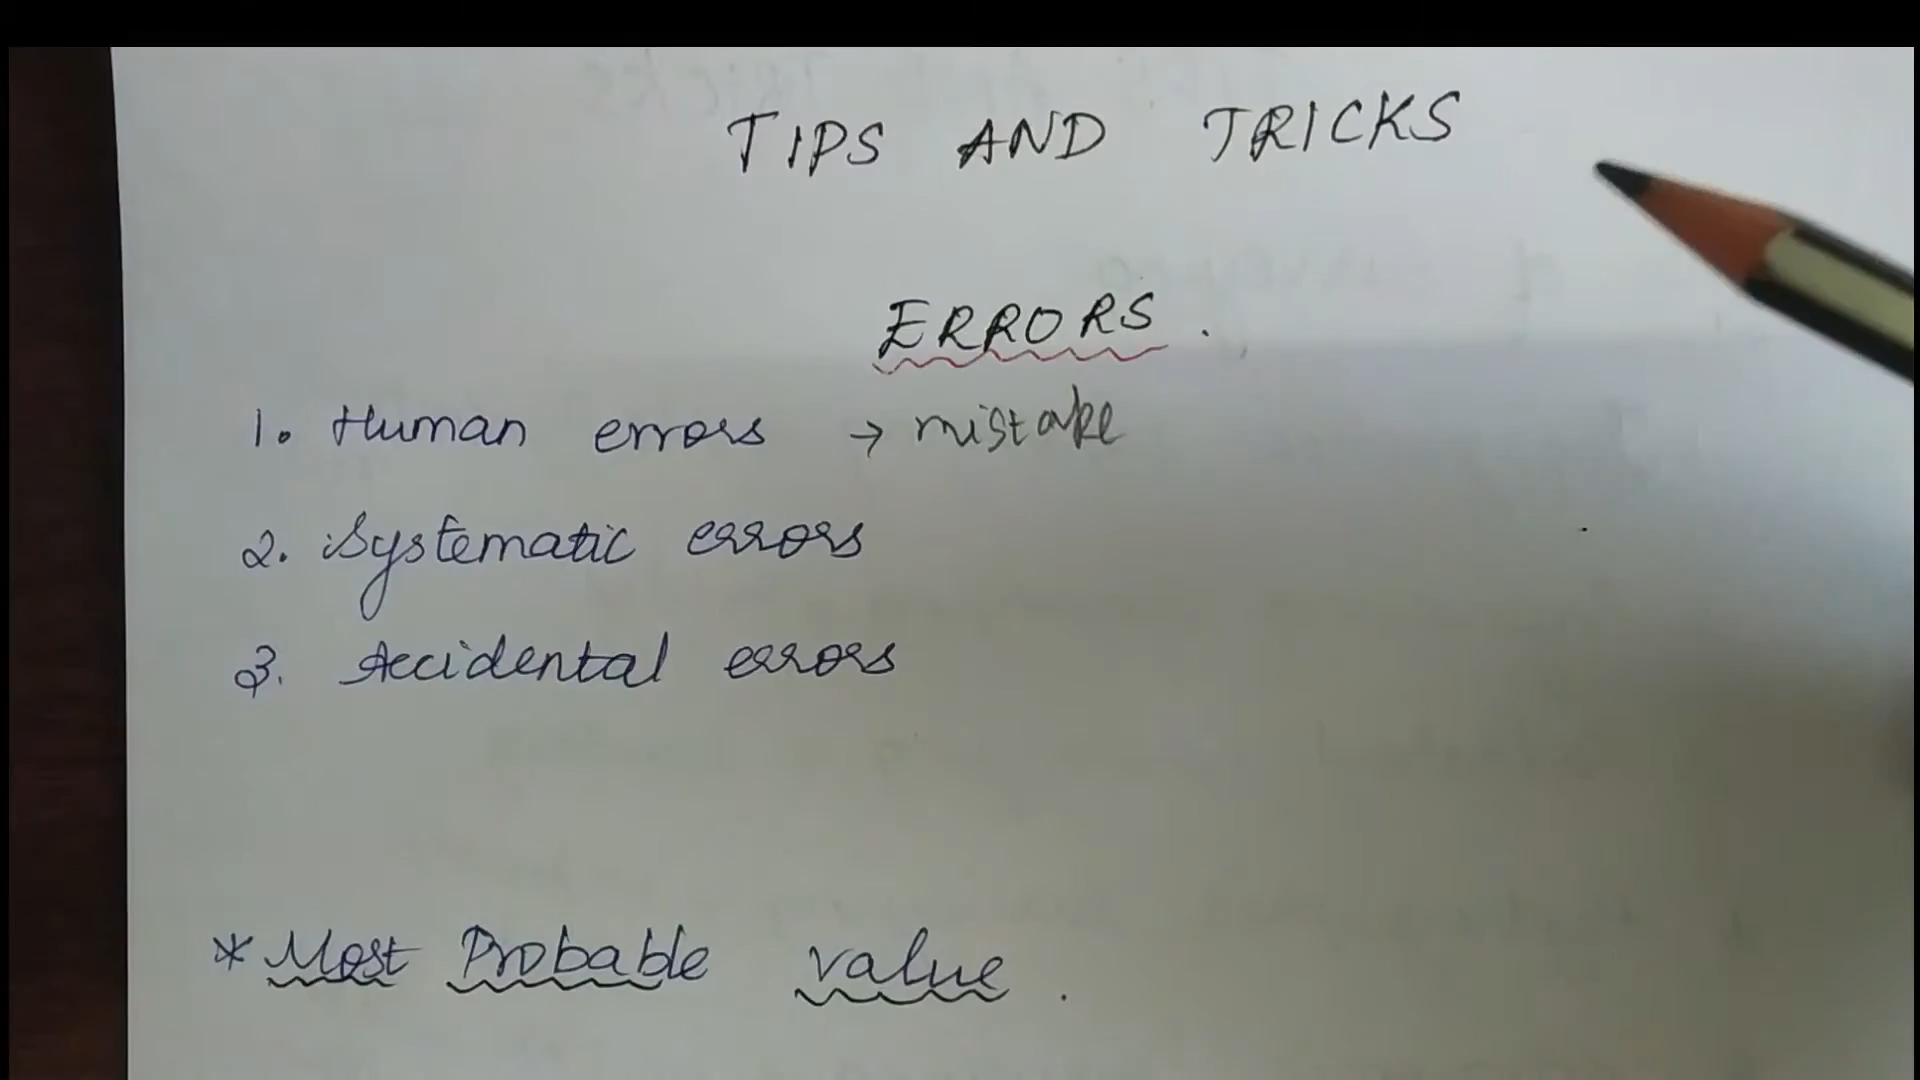 TIPS AND TRICKS
ERRORS.
1. Human errors → mistake
2. Systematic errors
3. Accidental errors
* Most Probable value.